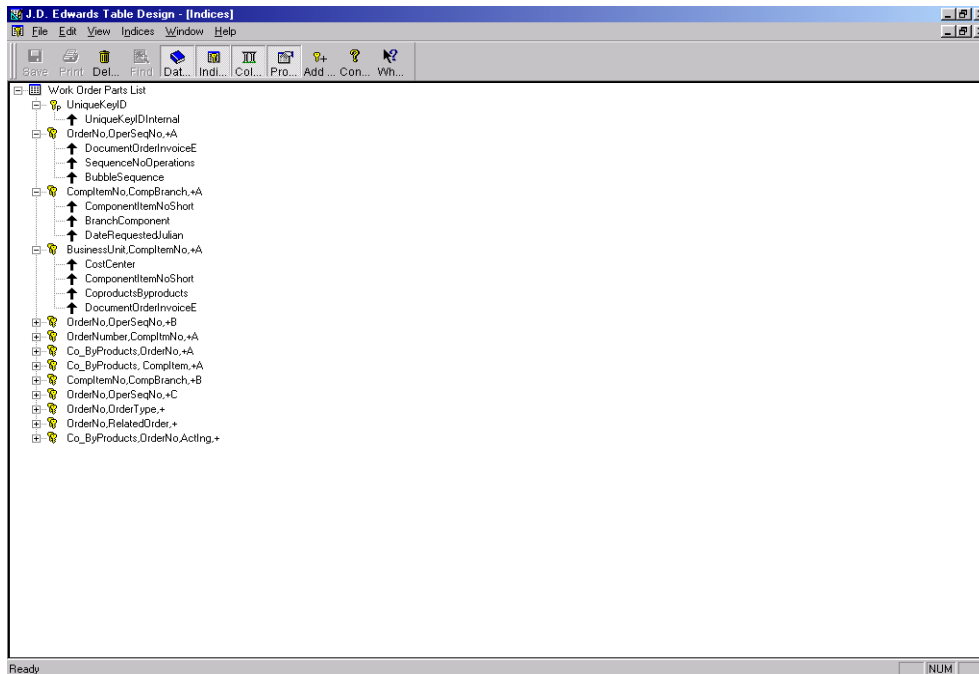 J.D. Edwards Table Design - [Indices]
File Edit View Indices Window Help
Save Print Del... Find Dat... Indi... Col... Pro... Add ... Con... Wh...
Work Order Parts List
UniqueKeyID
UniqueKeyIDInternal
OrderNo,OperSeqNo,+A
DocumentOrderInvoiceE
SequenceNoOperations
BubbleSequence
CompItemNo,CompBranch,+A
ComponentItemNoShort
BranchComponent
DateRequestedJulian
BusinessUnit,CompItemNo,+A
CostCenter
ComponentItemNoShort
CoproductsByproducts
DocumentOrderInvoiceE
OrderNo,OperSeqNo,+B
OrderNumber,CompItmNo,+A
Co_ByProducts,OrderNo,+A
Co_ByProducts, CompItem,+A
CompItemNo,CompBranch,+B
OrderNo,OperSeqNo,+C
OrderNo,OrderType,+
OrderNo,RelatedOrder,+
Co_ByProducts,OrderNo,ActIng,+
Ready NUM